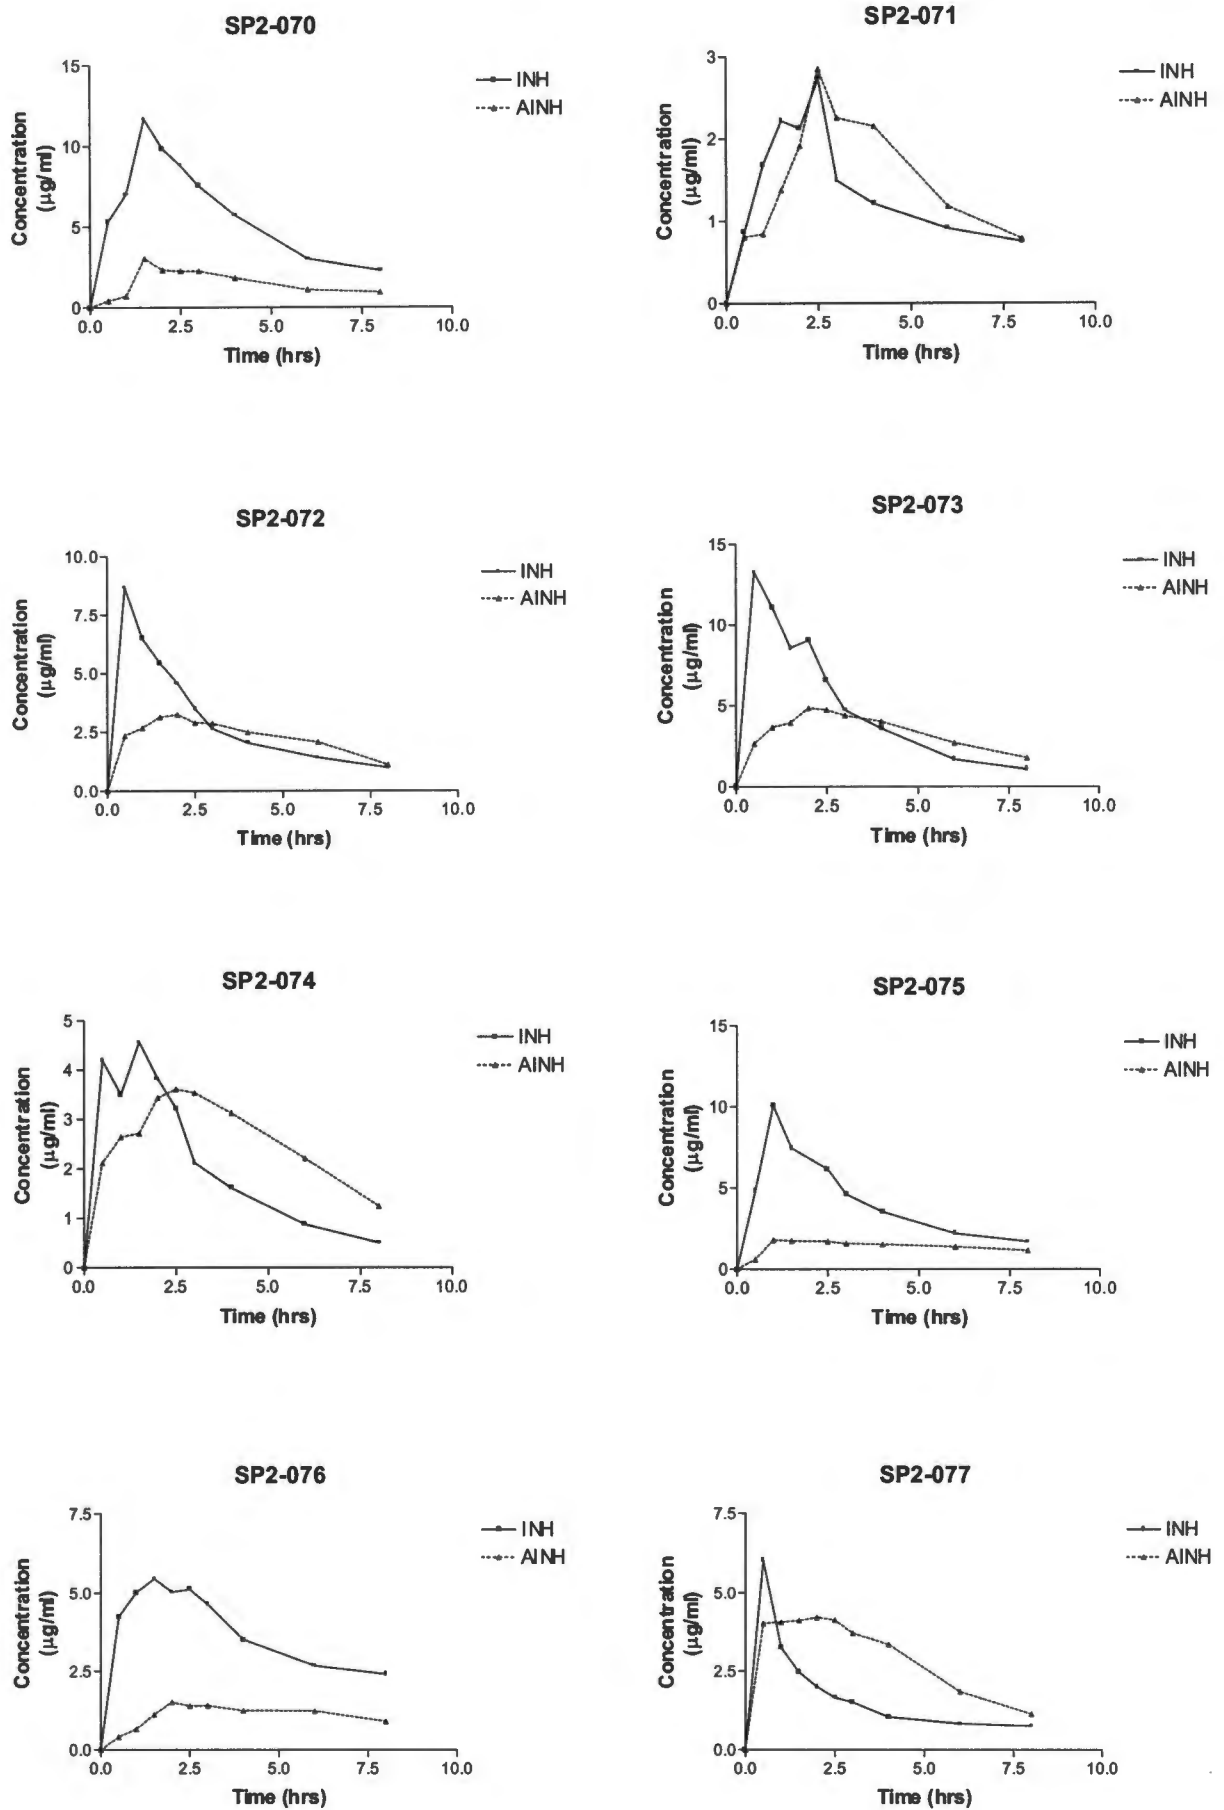 SP2-070
INH
AINH
Concentration
(μg/ml)
15
10
5
0
0.0 2.5 5.0 7.5 10.0
Time (hrs)
SP2-071
INH
AINH
Concentration
(μg/ml)
3
2
1
0
0.0 2.5 5.0 7.5 10.0
Time (hrs)
SP2-072
INH
AINH
Concentration
(μg/ml)
10.0
7.5
5.0
2.5
0.0
0.0 2.5 5.0 7.5 10.0
Time (hrs)
SP2-073
INH
AINH
Concentration
(μg/ml)
15
10
5
0
0.0 2.5 5.0 7.5 10.0
Time (hrs)
SP2-074
INH
AINH
Concentration
(μg/ml)
5
4
3
2
1
0
0.0 2.5 5.0 7.5 10.0
Time (hrs)
SP2-075
INH
AINH
Concentration
(μg/ml)
15
10
5
0
0.0 2.5 5.0 7.5 10.0
Time (hrs)
SP2-076
INH
AINH
Concentration
(μg/ml)
7.5
5.0
2.5
0.0
0.0 2.5 5.0 7.5 10.0
Time (hrs)
SP2-077
INH
AINH
Concentration
(μg/ml)
7.5
5.0
2.5
0.0
0.0 2.5 5.0 7.5 10.0
Time (hrs)